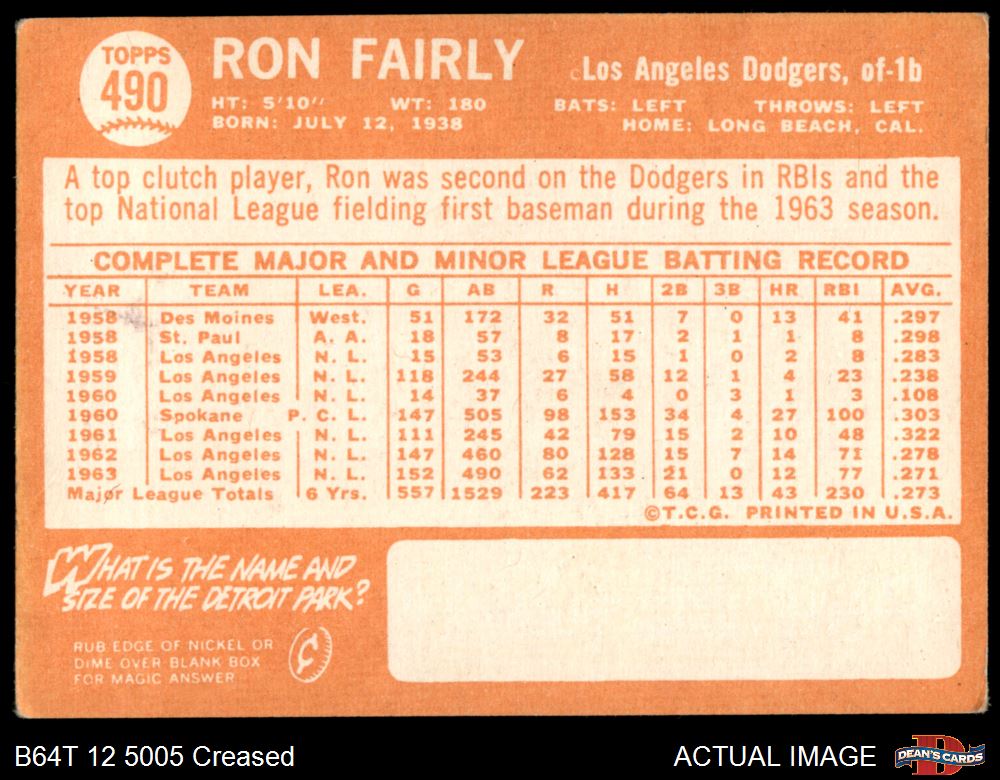 TOPPS
490
RON FAIRLY
Los Angeles Dodgers, of-1b
HT: 5'10" WT: 180 BATS: LEFT THROWS: LEFT
BORN: JULY 12, 1938 HOME: LONG BEACH, CAL.
A top clutch player, Ron was second on the Dodgers in RBIs and the
top National League fielding first baseman during the 1963 season.
COMPLETE MAJOR AND MINOR LEAGUE BATTING RECORD
YEAR TEAM LEA. G AB R H 2B 3B HR RBI AVG.
1958 Des Moines West. 51 172 32 51 7 0 13 41 .297
1958 St. Paul A. A. 18 57 8 17 2 1 1 8 .298
1958 Los Angeles N. L. 15 53 6 15 1 0 2 8 .283
1959 Los Angeles N. L. 118 244 27 58 12 1 4 23 .238
1960 Los Angeles N. L. 14 37 6 4 0 3 1 3 .108
1960 Spokane P. C. L. 147 505 98 153 34 4 27 100 .303
1961 Los Angeles N. L. 111 245 42 79 15 2 10 48 .322
1962 Los Angeles N. L. 147 460 80 128 15 7 14 71 .278
1963 Los Angeles N. L. 152 490 62 133 21 0 12 77 .271
Major League Totals 6 Yrs. 557 1529 223 417 64 13 43 230 .273
©T.C.G. PRINTED IN U.S.A.
WHAT IS THE NAME AND
SIZE OF THE DETROIT PARK?
RUB EDGE OF NICKEL OR
DIME OVER BLANK BOX
FOR MAGIC ANSWER
B64T 12 5005 Creased
ACTUAL IMAGE
DEAN'S CARDS